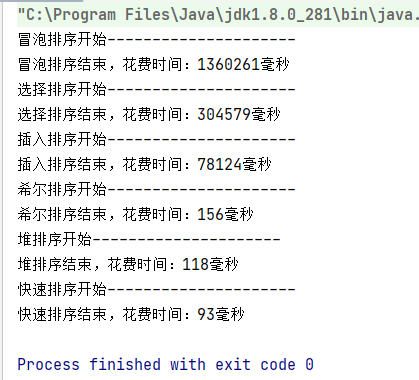 "C:\Program Files\Java\jdk1.8.0_281\bin\java.
冒泡排序开始---------------------
冒泡排序结束，花费时间：1360261毫秒
选择排序开始---------------------
选择排序结束，花费时间：304579毫秒
插入排序开始---------------------
插入排序结束，花费时间：78124毫秒
希尔排序开始---------------------
希尔排序结束，花费时间：156毫秒
堆排序开始---------------------
堆排序结束，花费时间：118毫秒
快速排序开始---------------------
快速排序结束，花费时间：93毫秒
Process finished with exit code 0